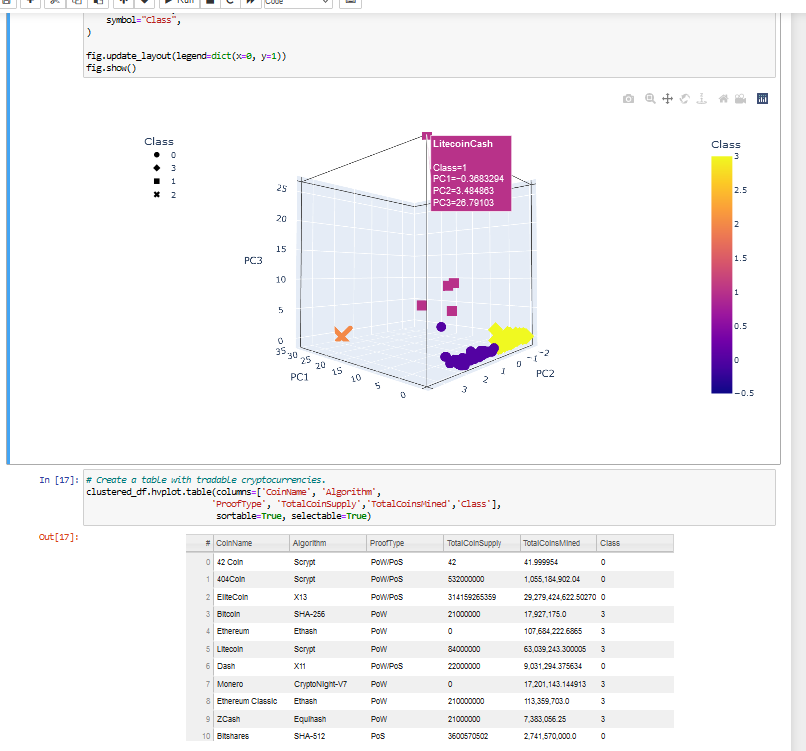 Run
Code
symbol="Class",
)
fig.update_layout(legend=dict(x=0, y=1))
fig.show()
Class
0
3
1
2
LitecoinCash
Class=1
PC1=−0.3683294
PC2=3.484863
PC3=26.79103
Class
3
2.5
2
1.5
1
0.5
0
−0.5
25
20
15
10
5
0
PC3
35
30
25
20
15
10
5
0
PC1
3
2
1
0
−1
−2
PC2
In [17]:
# Create a table with tradable cryptocurrencies.
clustered_df.hvplot.table(columns=['CoinName', 'Algorithm',
'ProofType', 'TotalCoinSupply','TotalCoinsMined','Class'],
sortable=True, selectable=True)
Out[17]:
# CoinName Algorithm ProofType TotalCoinSupply TotalCoinsMined Class
0 42 Coin Scrypt PoW/PoS 42 41.999954 0
1 404Coin Scrypt PoW/PoS 532000000 1,055,184,902.04 0
2 EliteCoin X13 PoW/PoS 314159265359 29,279,424,622.50270 0
3 Bitcoin SHA-256 PoW 21000000 17,927,175.0 3
4 Ethereum Ethash PoW 0 107,684,222.6865 3
5 Litecoin Scrypt PoW 84000000 63,039,243.300005 3
6 Dash X11 PoW/PoS 22000000 9,031,294.375634 0
7 Monero CryptoNight-V7 PoW 0 17,201,143.144913 3
8 Ethereum Classic Ethash PoW 210000000 113,359,703.0 3
9 ZCash Equihash PoW 21000000 7,383,056.25 3
10 Bitshares SHA-512 PoS 3600570502 2,741,570,000.0 0